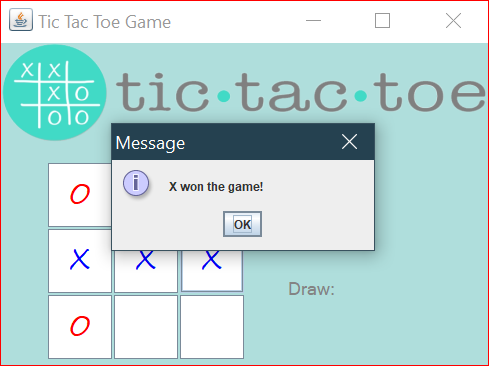 Tic Tac Toe Game
X X
X O
O O
tic·tac·toe
Message
X won the game!
OK
O
X X X
O
Draw: